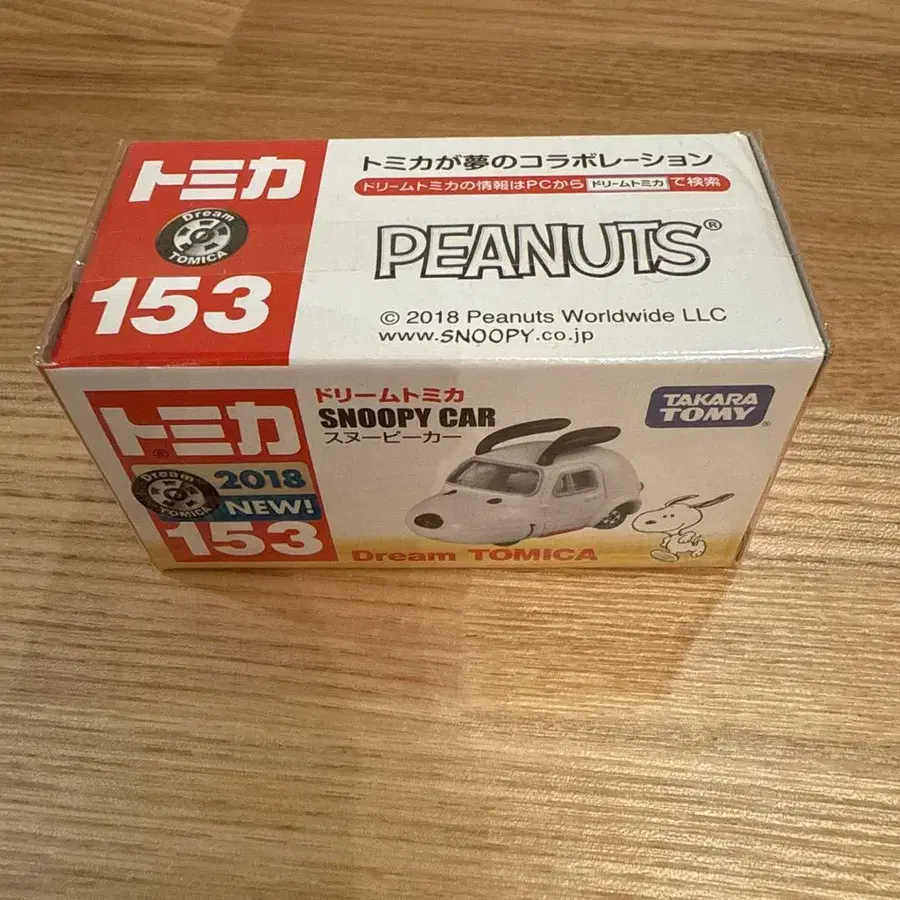 トミカ
Dream
TOMICA
153
トミカが夢のコラボレーション
ドリームトミカの情報はPCから ドリームトミカ で検索
PEANUTS®
© 2018 Peanuts Worldwide LLC
www.SNOOPY.co.jp
トミカ®
Dream
TOMICA
2018
NEW!
153
ドリームトミカ
SNOOPY CAR
スヌーピーカー
Dream TOMICA
TAKARA
TOMY®